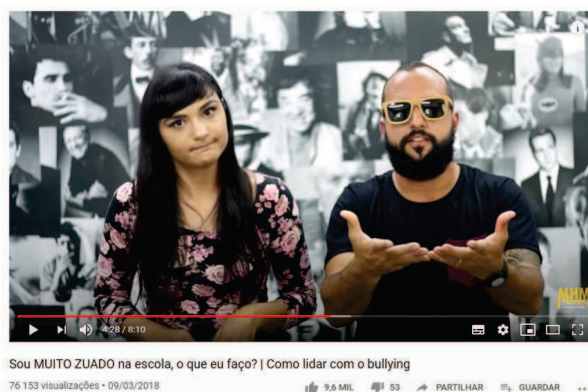 MHM
4:28 / 8:10
Sou MUITO ZUADO na escola, o que eu faço? | Como lidar com o bullying
76 153 visualizações • 09/03/2018 9,6 MIL 53 PARTILHAR GUARDAR